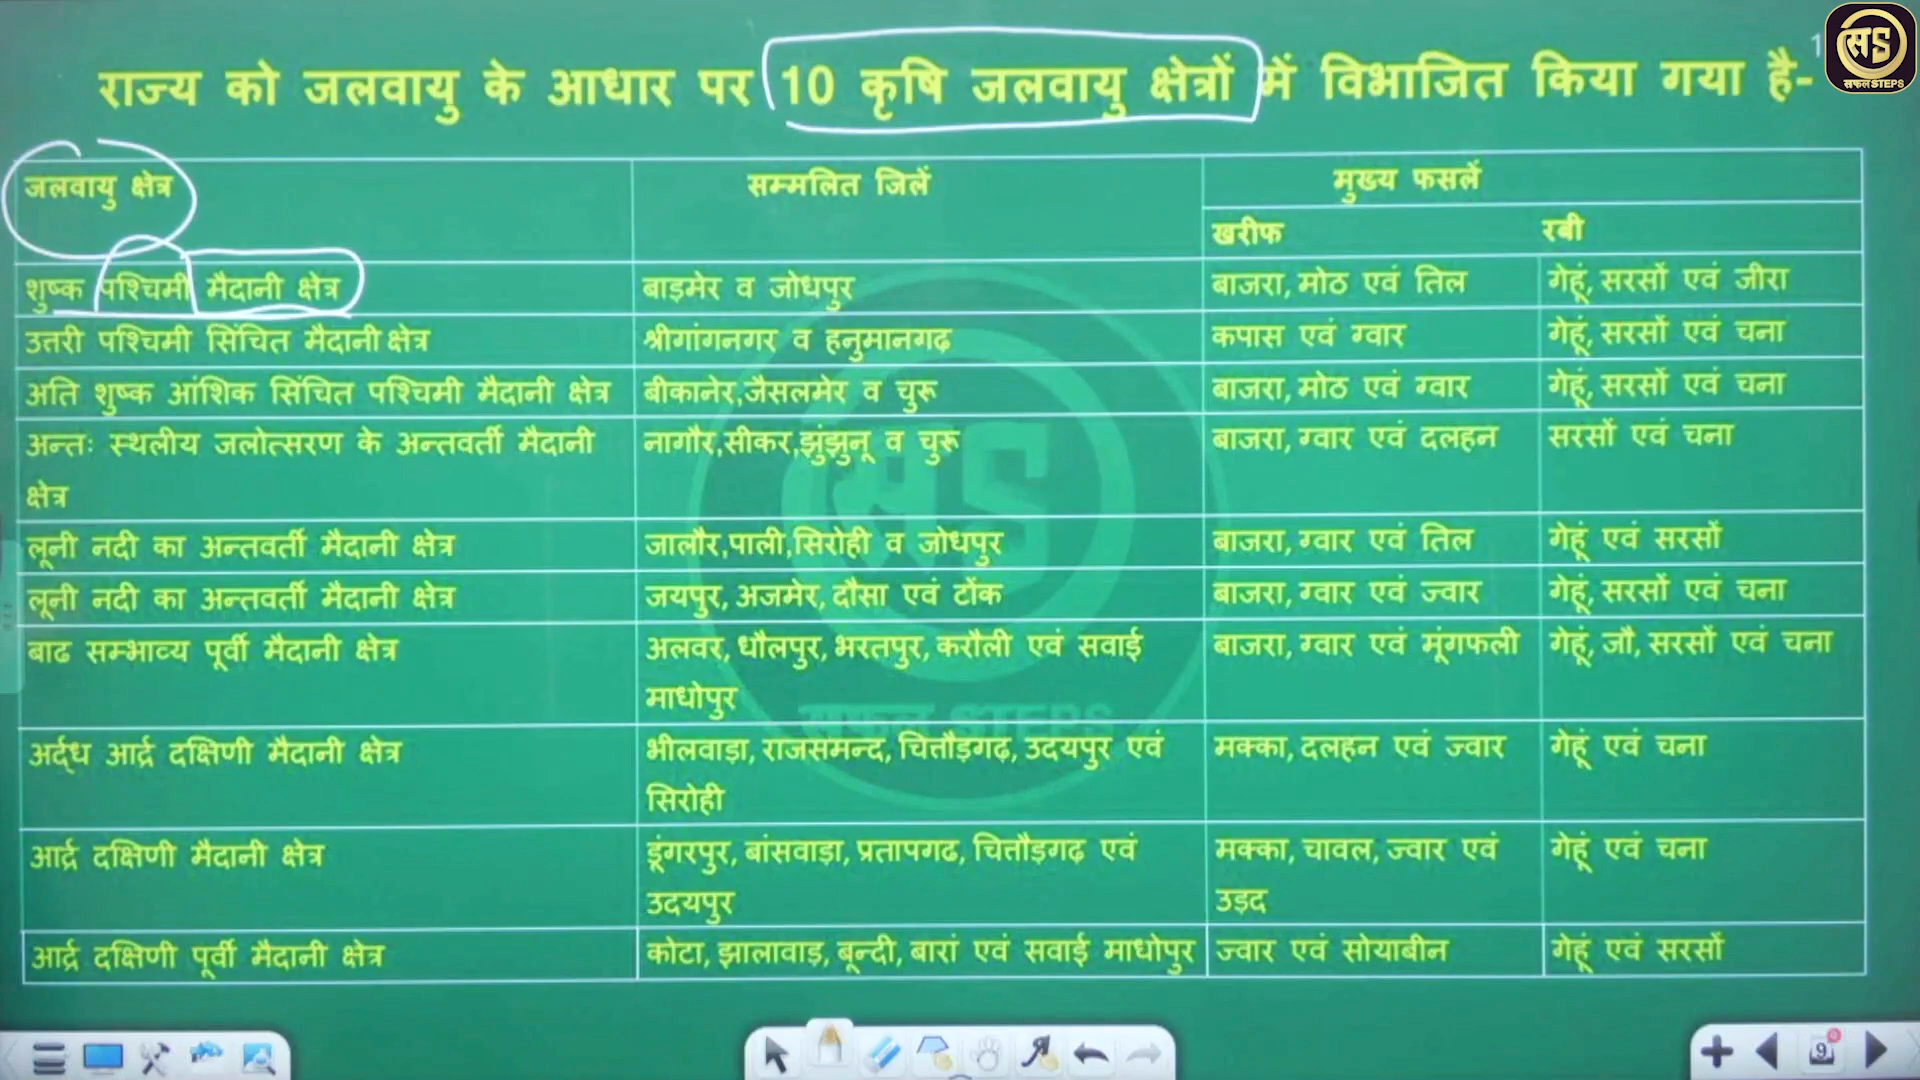 राज्य को जलवायु के आधार पर 10 कृषि जलवायु क्षेत्रों में विभाजित किया गया है-
सS
सफलSTEPS
जलवायु क्षेत्र सम्मलित जिलें मुख्य फसलें
खरीफ रबी
शुष्क पश्चिमी मैदानी क्षेत्र बाड़मेर व जोधपुर बाजरा, मोठ एवं तिल गेहूं, सरसों एवं जीरा
उत्तरी पश्चिमी सिंचित मैदानी क्षेत्र श्रीगांगनगर व हनुमानगढ़ कपास एवं ग्वार गेहूं, सरसों एवं चना
अति शुष्क आंशिक सिंचित पश्चिमी मैदानी क्षेत्र बीकानेर,जैसलमेर व चुरू बाजरा, मोठ एवं ग्वार गेहूं, सरसों एवं चना
अन्तः स्थलीय जलोत्सरण के अन्तवर्ती मैदानी नागौर,सीकर,झुंझुनू व चुरू बाजरा, ग्वार एवं दलहन सरसों एवं चना
क्षेत्र
लूनी नदी का अन्तवर्ती मैदानी क्षेत्र जालौर,पाली,सिरोही व जोधपुर बाजरा, ग्वार एवं तिल गेहूं एवं सरसों
लूनी नदी का अन्तवर्ती मैदानी क्षेत्र जयपुर, अजमेर, दौसा एवं टोंक बाजरा, ग्वार एवं ज्वार गेहूं, सरसों एवं चना
बाढ सम्भाव्य पूर्वी मैदानी क्षेत्र अलवर, धौलपुर, भरतपुर, करौली एवं सवाई बाजरा, ग्वार एवं मूंगफली गेहूं, जौ, सरसों एवं चना
माधोपुर
सफल STEPS
अर्द्ध आर्द्र दक्षिणी मैदानी क्षेत्र भीलवाड़ा, राजसमन्द, चित्तौड़गढ़, उदयपुर एवं मक्का, दलहन एवं ज्वार गेहूं एवं चना
सिरोही
आर्द्र दक्षिणी मैदानी क्षेत्र डूंगरपुर, बांसवाड़ा, प्रतापगढ, चित्तौड़गढ़ एवं मक्का, चावल, ज्वार एवं गेहूं एवं चना
उदयपुर उड़द
आर्द्र दक्षिणी पूर्वी मैदानी क्षेत्र कोटा, झालावाड़, बून्दी, बारां एवं सवाई माधोपुर ज्वार एवं सोयाबीन गेहूं एवं सरसों
9